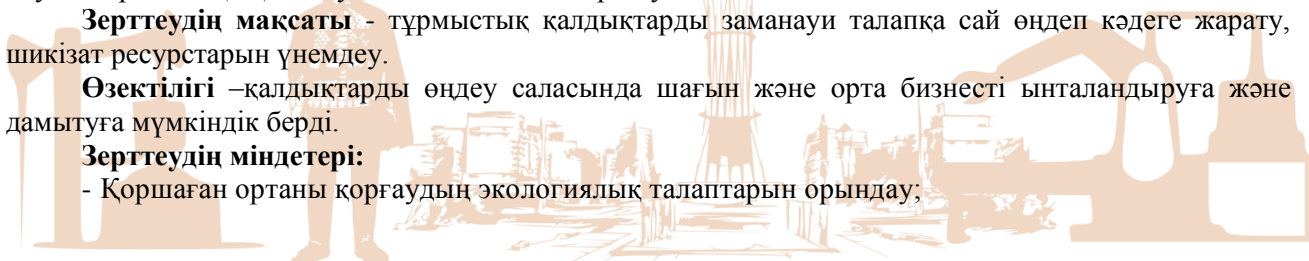 Зерттеудің мақсаты - тұрмыстық қалдықтарды заманауи талапқа сай өңдеп кәдеге жарату,
шикізат ресурстарын үнемдеу.
Өзектілігі –қалдықтарды өңдеу саласында шағын және орта бизнесті ынталандыруға және
дамытуға мүмкіндік берді.
Зерттеудің міндетері:
- Қоршаған ортаны қорғаудың экологиялық талаптарын орындау;